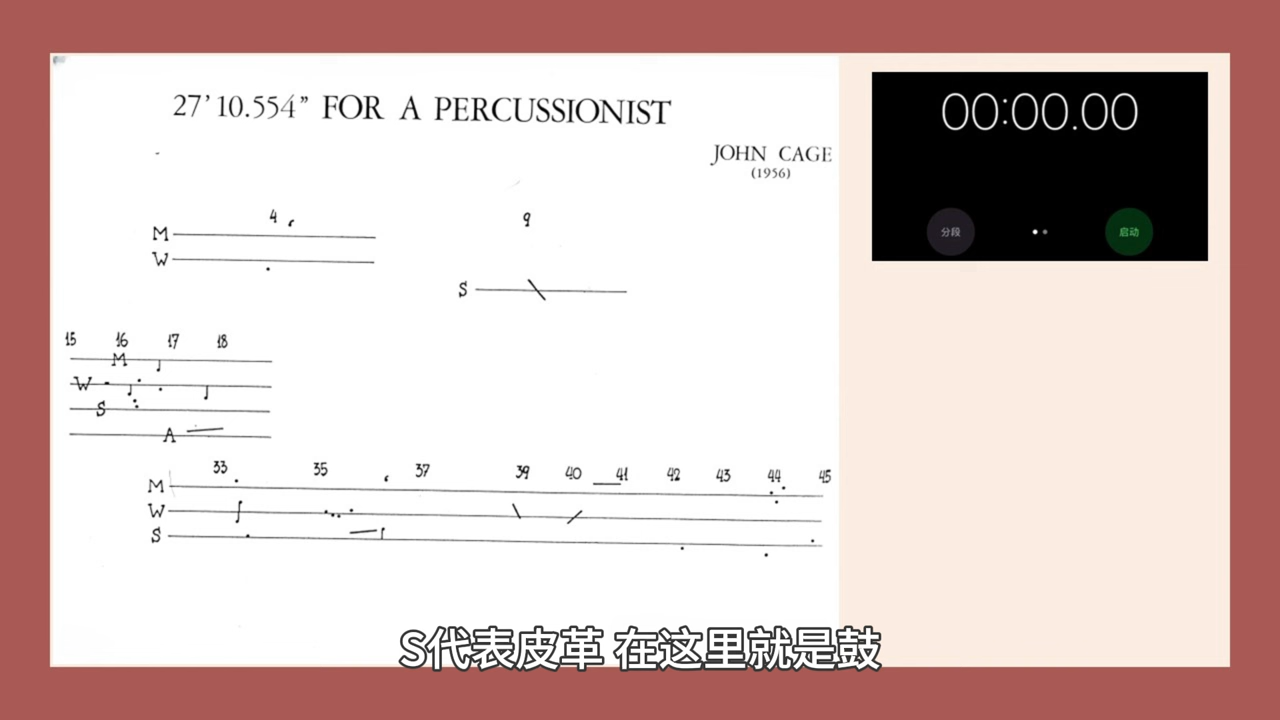 27'10.554” FOR A PERCUSSIONIST
JOHN CAGE
(1956)
4
M
W
9
S
15 16 17 18
M
W
S
A
33 35 37 39 40 41 42 43 44 45
M
W
S
00:00.00
分段
启动
S代表皮革 在这里就是鼓